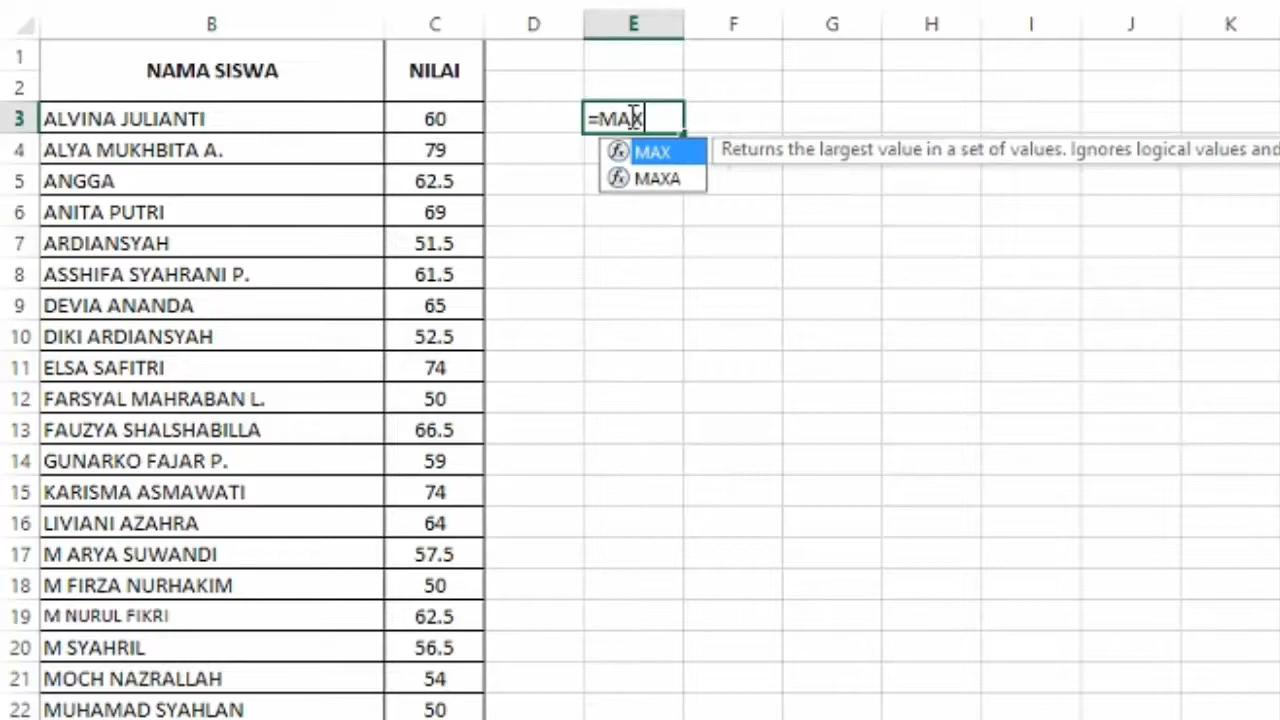 B C D E F G H I J K
1 NAMA SISWA NILAI
2
3 ALVINA JULIANTI 60 =MAX
4 ALYA MUKHBITA A. 79 MAX Returns the largest value in a set of values. Ignores logical values and
5 ANGGA 62.5 MAXA
6 ANITA PUTRI 69
7 ARDIANSYAH 51.5
8 ASSHIFA SYAHRANI P. 61.5
9 DEVIA ANANDA 65
10 DIKI ARDIANSYAH 52.5
11 ELSA SAFITRI 74
12 FARSYAL MAHRABAN L. 50
13 FAUZYA SHALSHABILLA 66.5
14 GUNARKO FAJAR P. 59
15 KARISMA ASMAWATI 74
16 LIVIANI AZAHRA 64
17 M ARYA SUWANDI 57.5
18 M FIRZA NURHAKIM 50
19 M NURUL FIKRI 62.5
20 M SYAHRIL 56.5
21 MOCH NAZRALLAH 54
22 MUHAMAD SYAHLAN 50